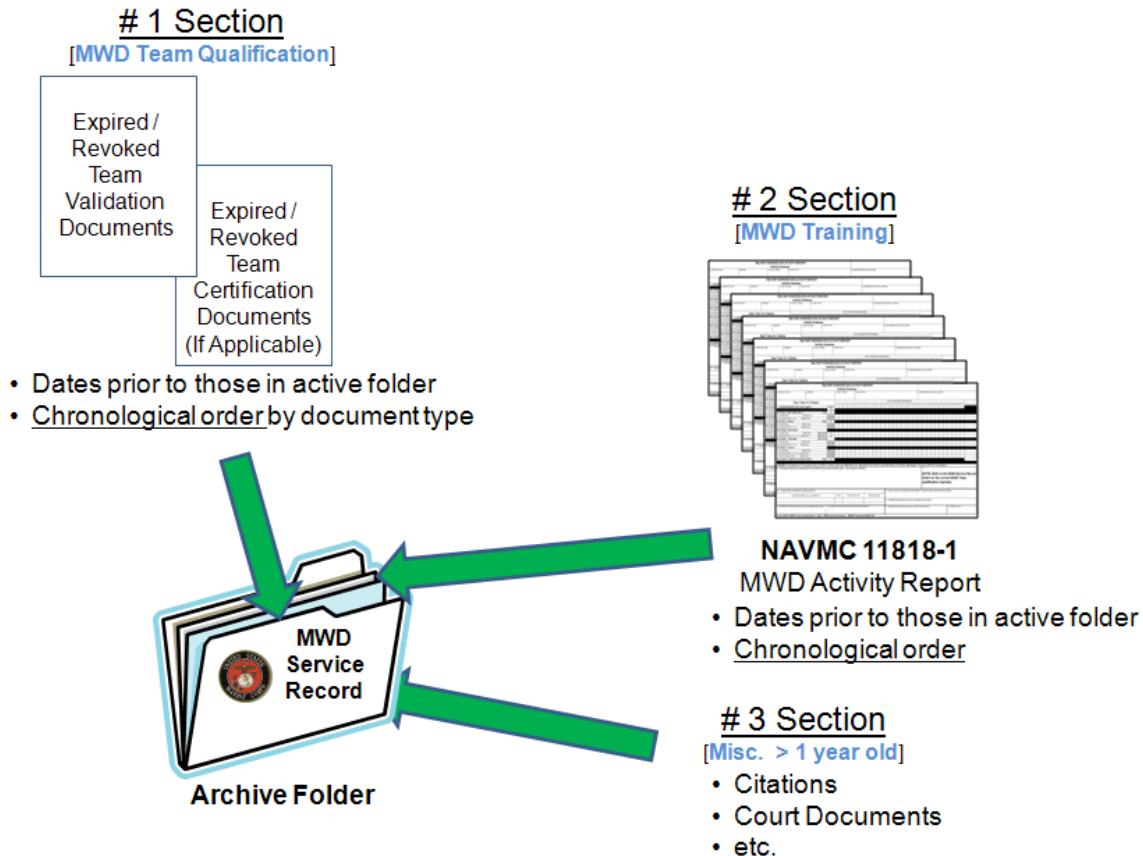 # 1 Section
[MWD Team Qualification]
Expired /
Revoked
Team
Validation
Documents
Expired /
Revoked
Team
Certification
Documents
(If Applicable)
• Dates prior to those in active folder
• Chronological order by document type
# 2 Section
[MWD Training]
NAVMC 11818-1
MWD Activity Report
• Dates prior to those in active folder
• Chronological order
MWD
Service
Record
Archive Folder
# 3 Section
[Misc. > 1 year old]
• Citations
• Court Documents
• etc.